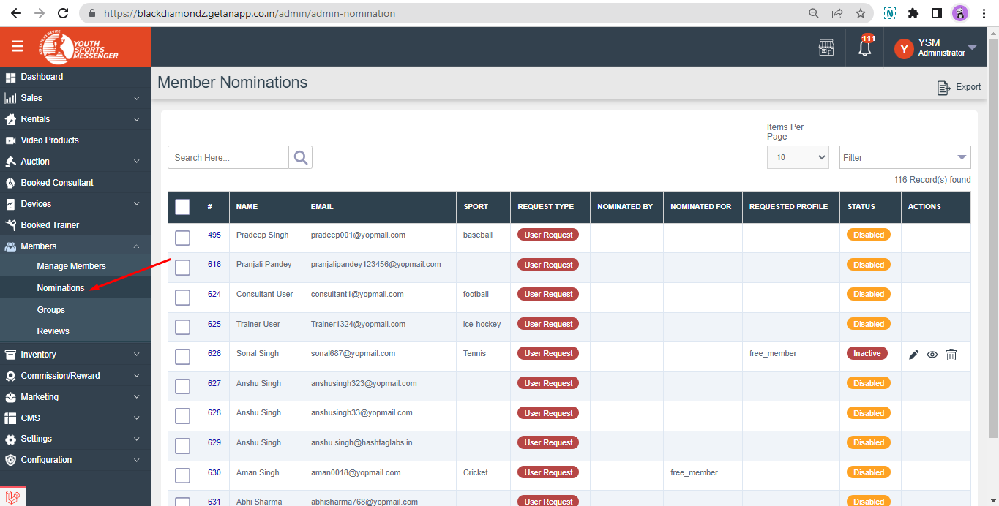 https://blackdiamondz.getanapp.co.in/admin/admin-nomination
ATHLETE IQ DEVICE
YOUTH
SPORTS
MESSENGER
111
Y
YSM
Administrator
Dashboard
Sales
Rentals
Video Products
Auction
Booked Consultant
Devices
Booked Trainer
Members
Manage Members
Nominations
Groups
Reviews
Inventory
Commission/Reward
Marketing
CMS
Settings
Configuration
Member Nominations
Export
Items Per
Page
Search Here...
10
Filter
116 Record(s) found
# NAME EMAIL SPORT REQUEST TYPE NOMINATED BY NOMINATED FOR REQUESTED PROFILE STATUS ACTIONS
495 Pradeep Singh pradeep001@yopmail.com baseball User Request Disabled
616 Pranjali Pandey pranjalipandey123456@yopmail.com User Request Disabled
624 Consultant User consultant1@yopmail.com football User Request Disabled
625 Trainer User Trainer1324@yopmail.com ice-hockey User Request Disabled
626 Sonal Singh sonal687@yopmail.com Tennis User Request free_member Inactive
627 Anshu Singh anshusingh323@yopmail.com User Request Disabled
628 Anshu Singh anshusingh33@yopmail.com User Request Disabled
629 Anshu Singh anshu.singh@hashtaglabs.in User Request Disabled
630 Aman Singh aman0018@yopmail.com Cricket User Request free_member Disabled
631 Abhi Sharma abhisharma768@yopmail.com User Request Disabled